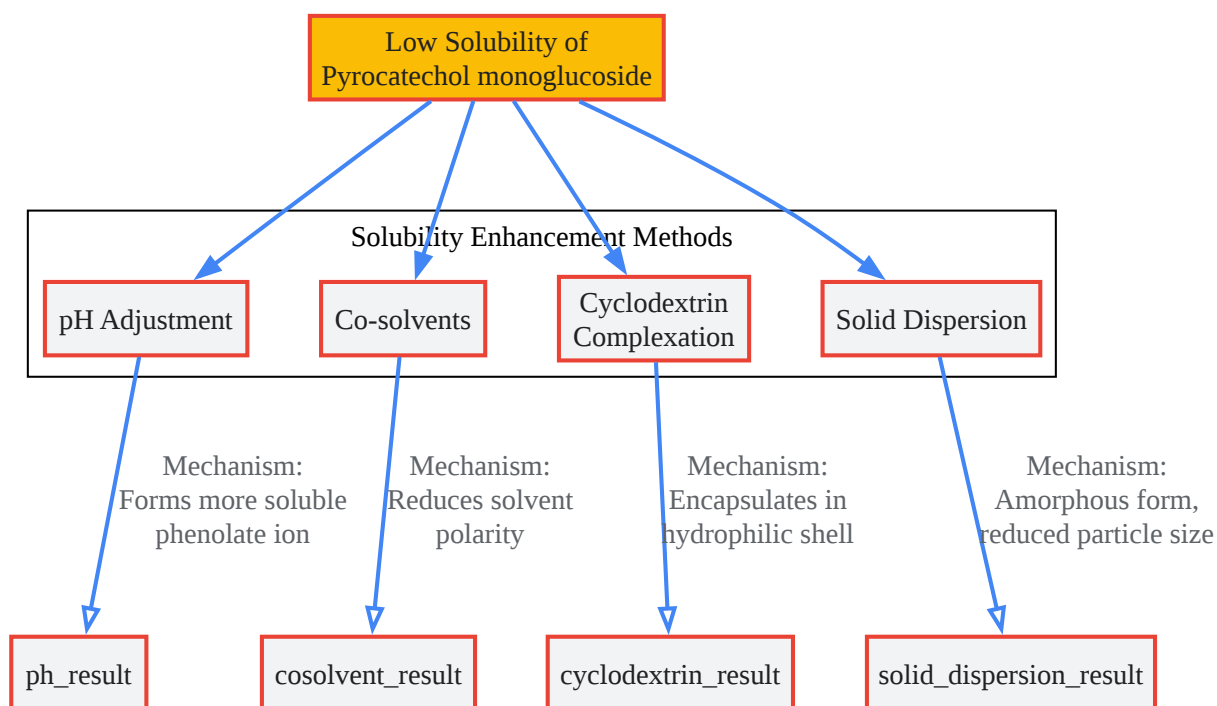 Low Solubility of
Pyrocatechol monoglucoside
Solubility Enhancement Methods
pH Adjustment
Co-solvents
Cyclodextrin
Complexation
Solid Dispersion
Mechanism:
Forms more soluble
phenolate ion
Mechanism:
Reduces solvent
polarity
Mechanism:
Encapsulates in
hydrophilic shell
Mechanism:
Amorphous form,
reduced particle size
ph_result
cosolvent_result
cyclodextrin_result
solid_dispersion_result